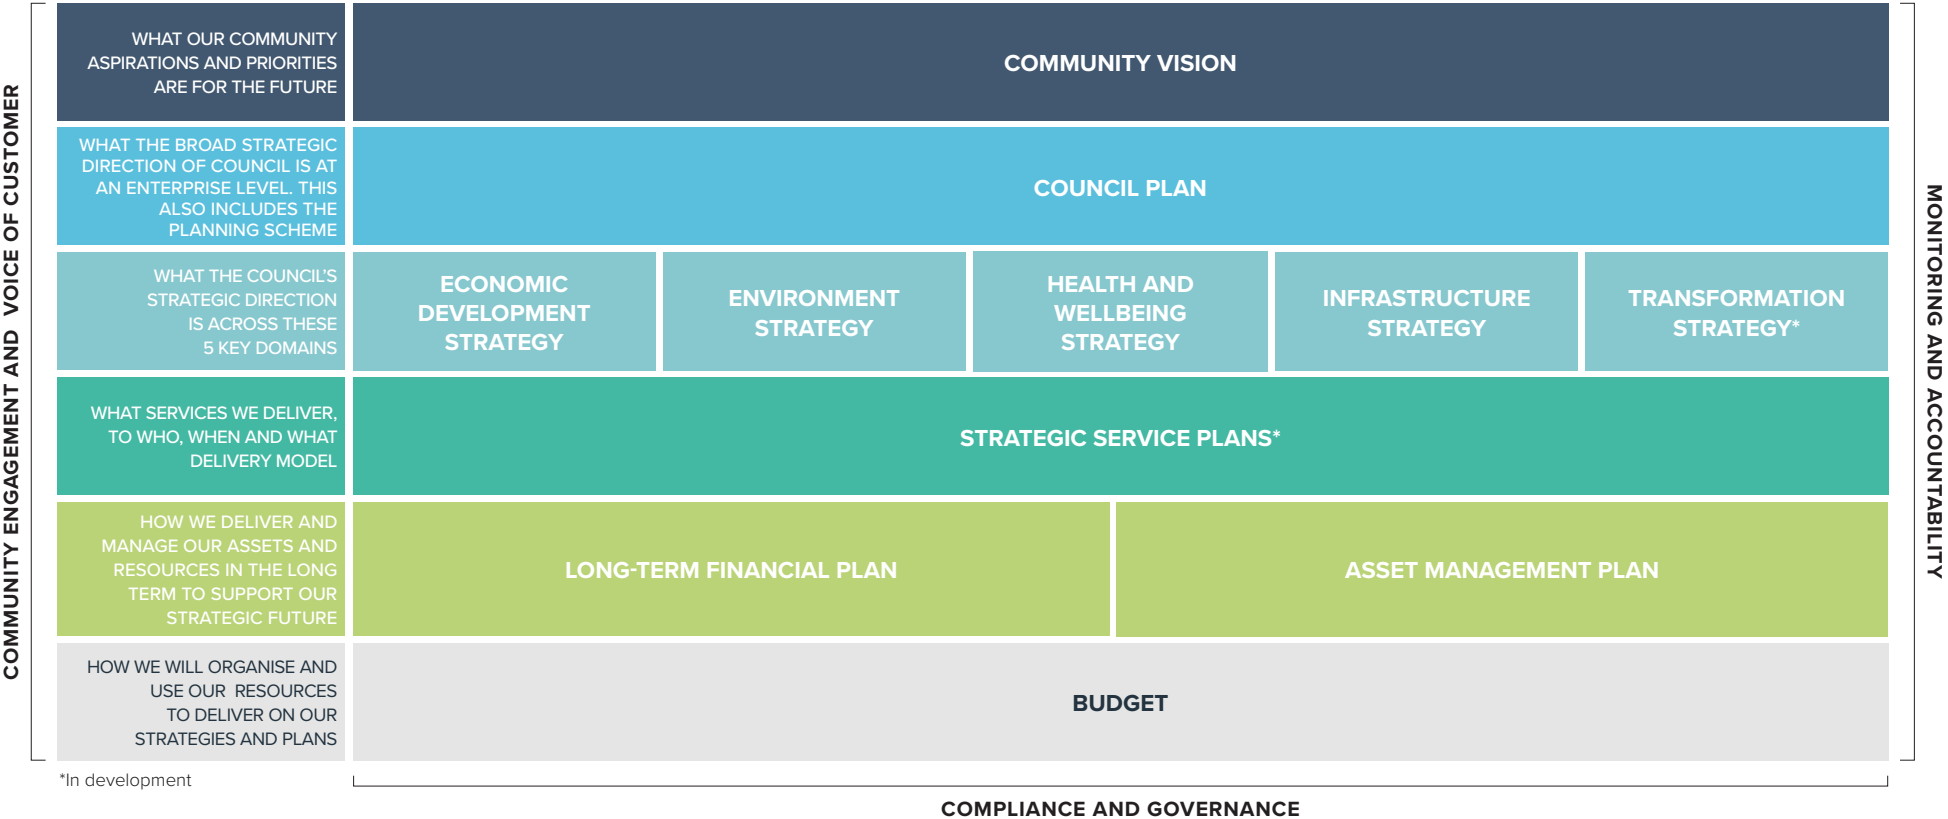 COMMUNITY ENGAGEMENT AND VOICE OF CUSTOMER
WHAT OUR COMMUNITY
ASPIRATIONS AND PRIORITIES
ARE FOR THE FUTURE
COMMUNITY VISION
WHAT THE BROAD STRATEGIC
DIRECTION OF COUNCIL IS AT
AN ENTERPRISE LEVEL. THIS
ALSO INCLUDES THE
PLANNING SCHEME
COUNCIL PLAN
WHAT THE COUNCIL'S
STRATEGIC DIRECTION
IS ACROSS THESE
5 KEY DOMAINS
ECONOMIC
DEVELOPMENT
STRATEGY
ENVIRONMENT
STRATEGY
HEALTH AND
WELLBEING
STRATEGY
INFRASTRUCTURE
STRATEGY
TRANSFORMATION
STRATEGY*
WHAT SERVICES WE DELIVER,
TO WHO, WHEN AND WHAT
DELIVERY MODEL
STRATEGIC SERVICE PLANS*
HOW WE DELIVER AND
MANAGE OUR ASSETS AND
RESOURCES IN THE LONG
TERM TO SUPPORT OUR
STRATEGIC FUTURE
LONG-TERM FINANCIAL PLAN
ASSET MANAGEMENT PLAN
HOW WE WILL ORGANISE AND
USE OUR RESOURCES
TO DELIVER ON OUR
STRATEGIES AND PLANS
BUDGET
MONITORING AND ACCOUNTABILITY
*In development
COMPLIANCE AND GOVERNANCE